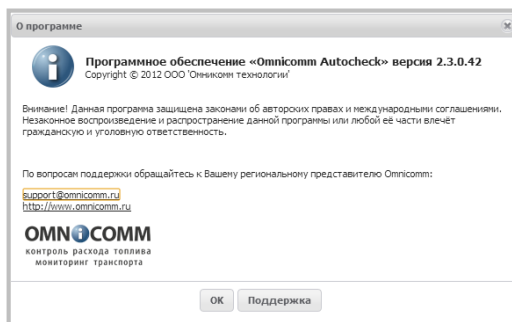 О программе
Программное обеспечение «Omnicomm Autocheck» версия 2.3.0.42
Copyright © 2012 ООО 'Омникомм технологии'
Внимание! Данная программа защищена законами об авторских правах и международными соглашениями.
Незаконное воспроизведение и распространение данной программы или любой её части влечёт
гражданскую и уголовную ответственность.
По вопросам поддержки обращайтесь к Вашему региональному представителю Omnicomm:
support@omnicomm.ru
http://www.omnicomm.ru
OMNiCOMM
контроль расхода топлива
мониторинг транспорта
ОК Поддержка